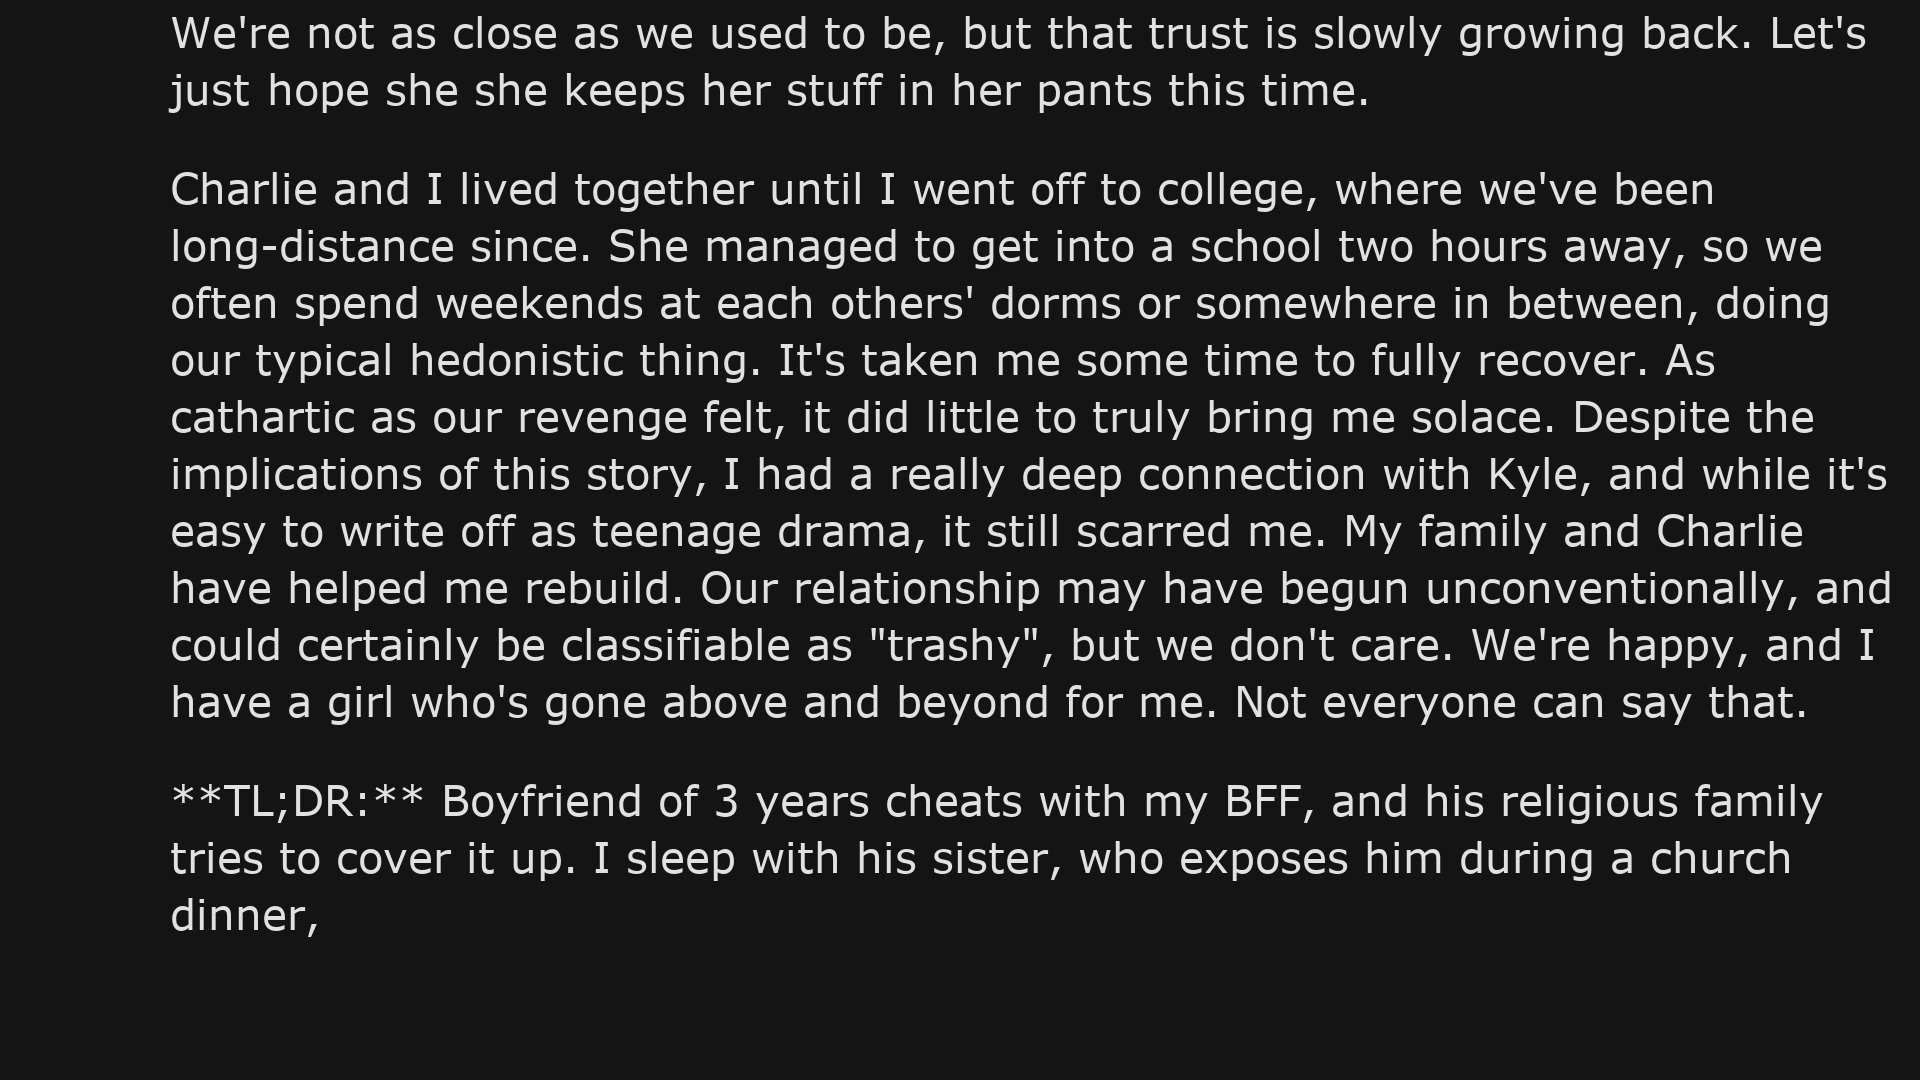 We're not as close as we used to be, but that trust is slowly growing back. Let's
just hope she she keeps her stuff in her pants this time.
Charlie and I lived together until I went off to college, where we've been
long-distance since. She managed to get into a school two hours away, so we
often spend weekends at each others' dorms or somewhere in between, doing
our typical hedonistic thing. It's taken me some time to fully recover. As
cathartic as our revenge felt, it did little to truly bring me solace. Despite the
implications of this story, I had a really deep connection with Kyle, and while it's
easy to write off as teenage drama, it still scarred me. My family and Charlie
have helped me rebuild. Our relationship may have begun unconventionally, and
could certainly be classifiable as "trashy", but we don't care. We're happy, and I
have a girl who's gone above and beyond for me. Not everyone can say that.
**TL;DR:** Boyfriend of 3 years cheats with my BFF, and his religious family
tries to cover it up. I sleep with his sister, who exposes him during a church
dinner,